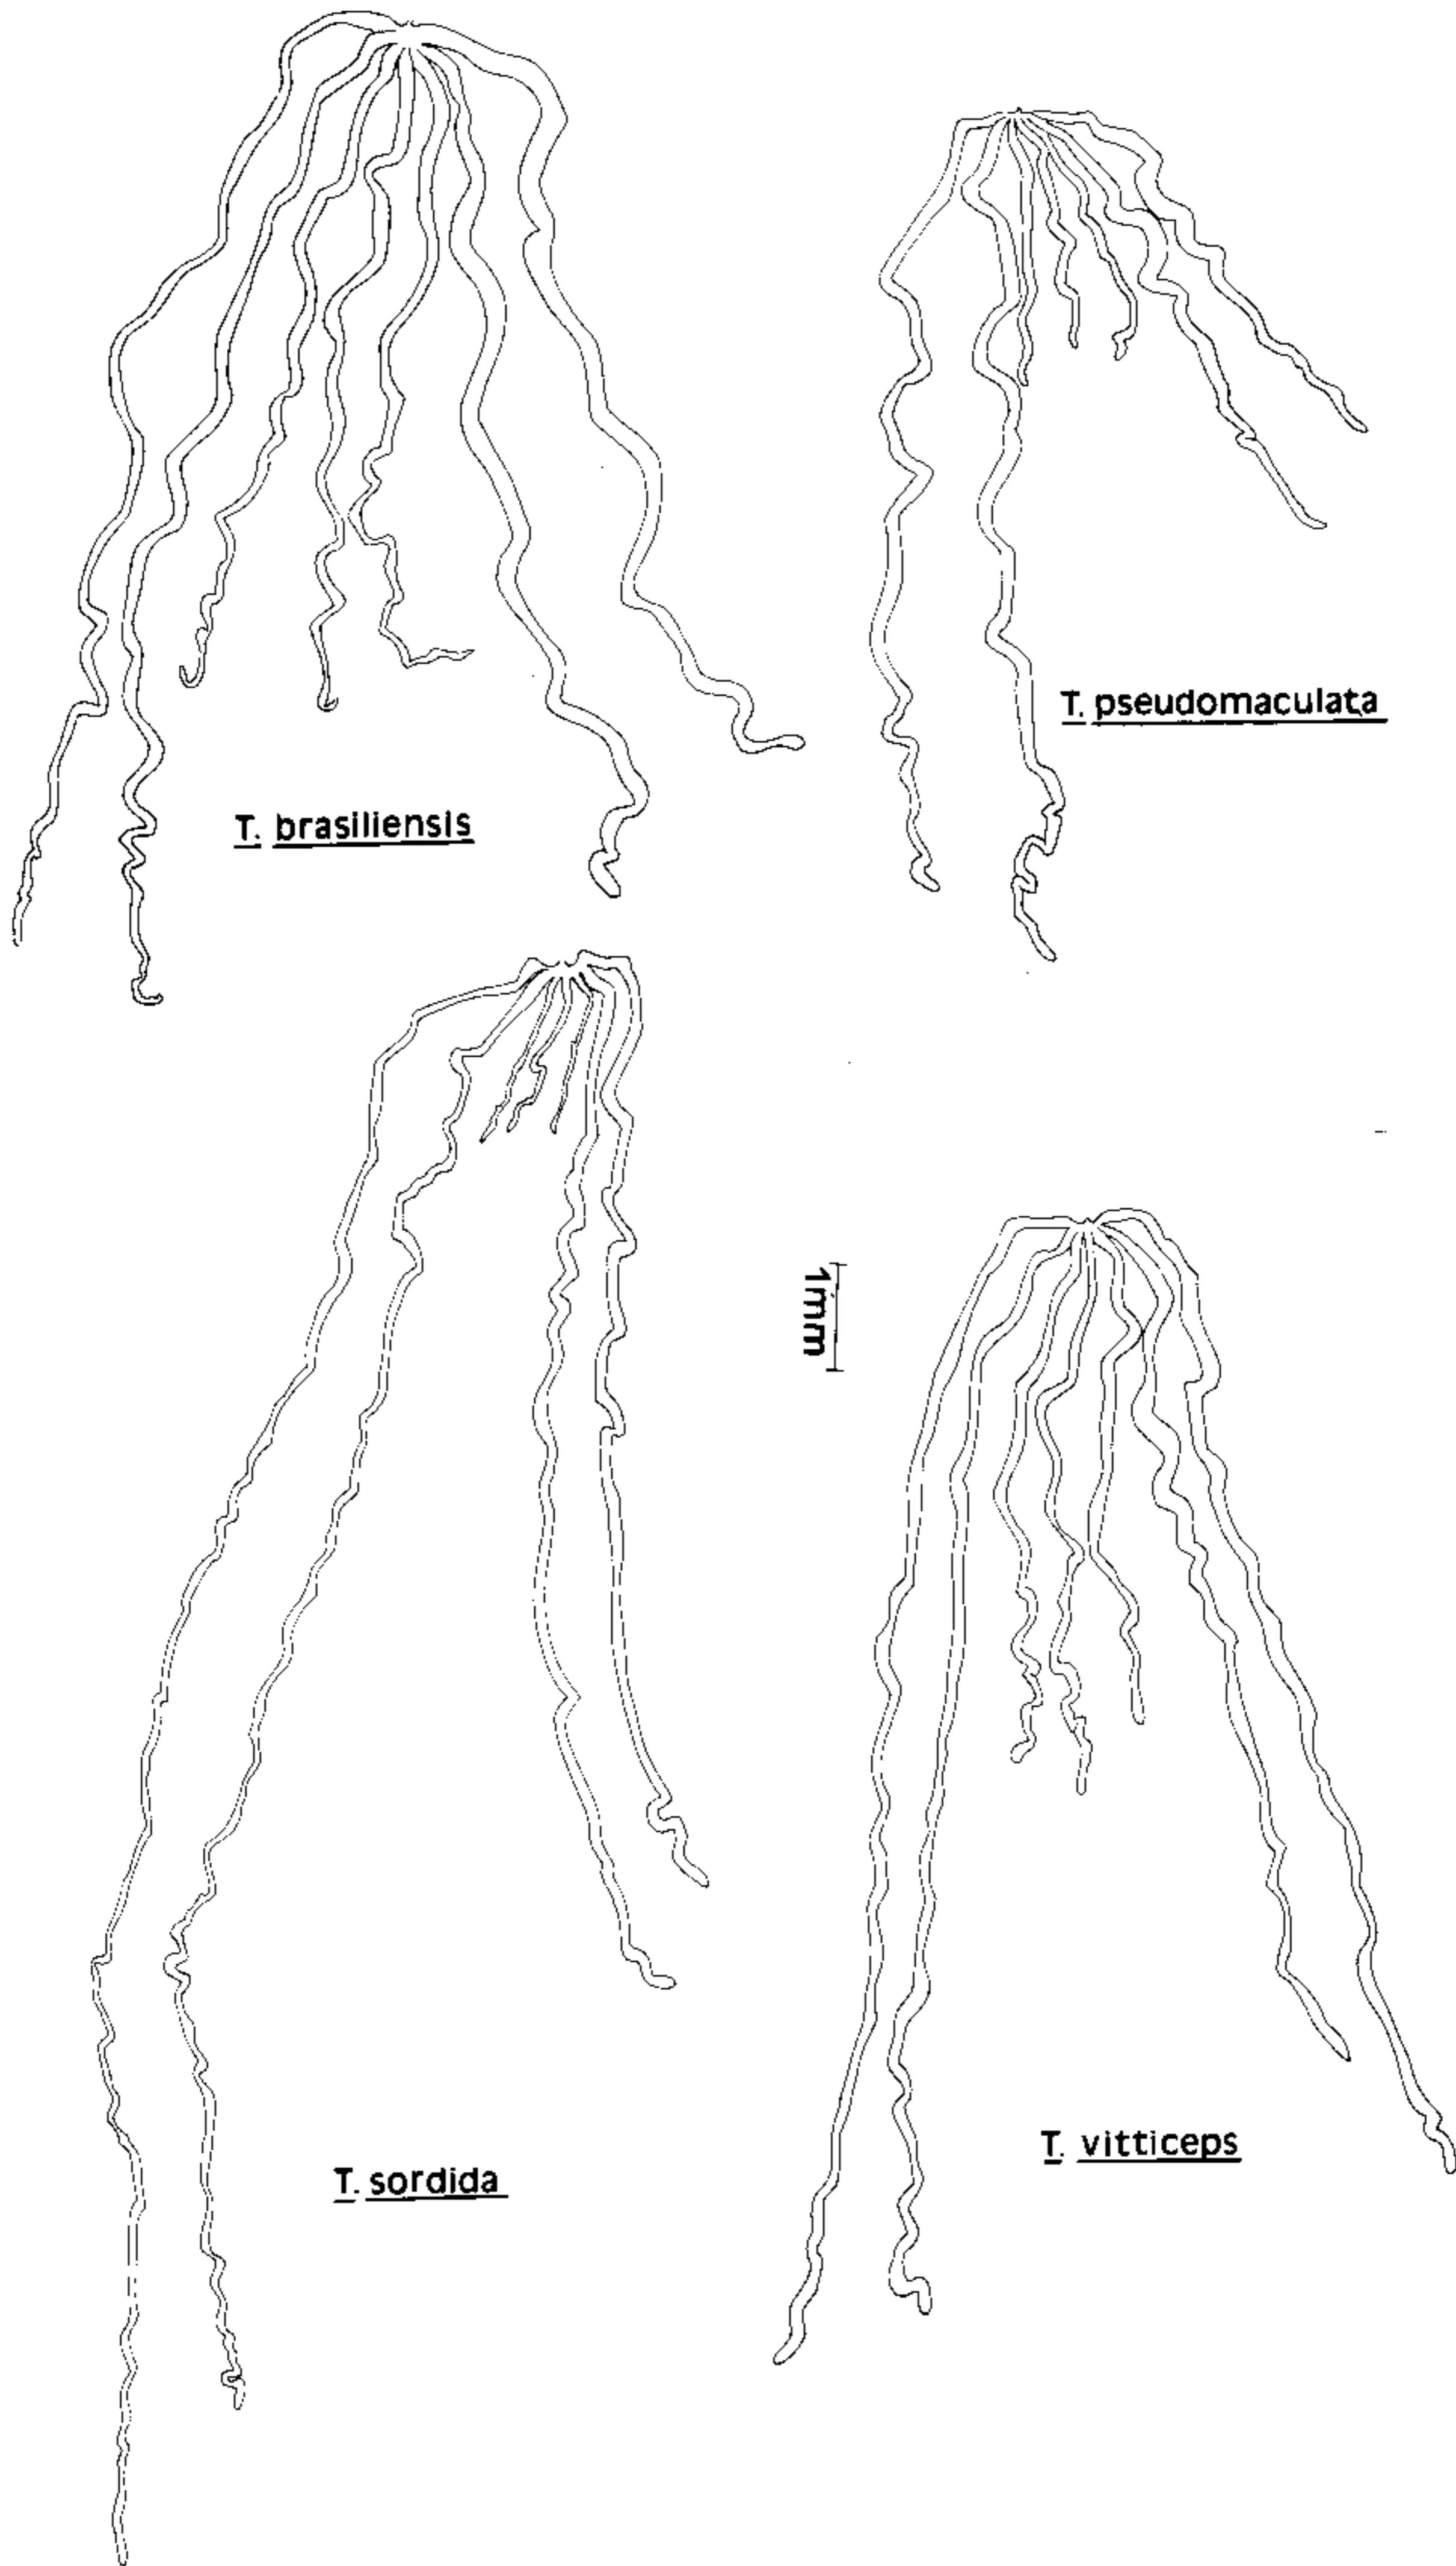 T. brasiliensis
T. pseudomaculata
1mm
T. sordida
T. vitticeps